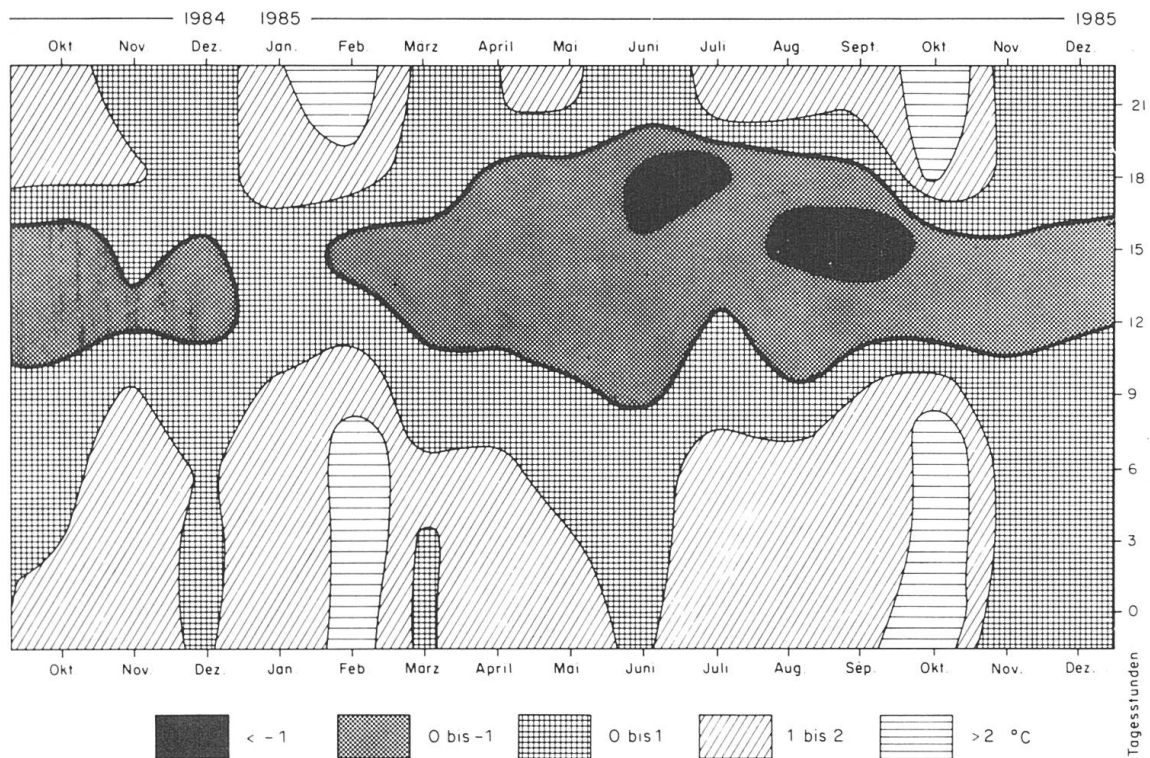 1984 1985 1985
Okt Nov. Dez. Jan. Feb. März April Mai Juni Juli Aug. Sept. Okt Nov. Dez.
21
18
15
12
9
6
3
0
Okt Nov. Dez. Jan. Feb März April Mai Juni Juli Aug. Sep. Okt. Nov. Dez.
Tagesstunden
< -1 0 bis -1 0 bis 1 1 bis 2 >2 °C